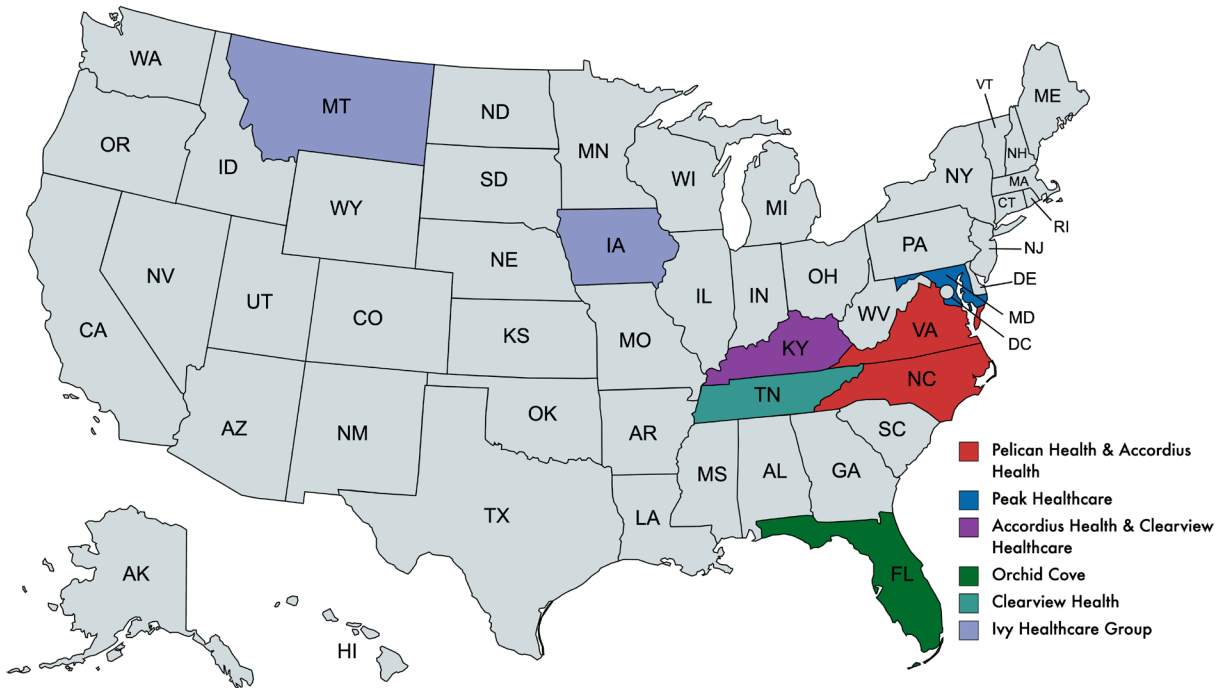 WA
MT
ND
MN
VT
ME
OR
ID
SD
WI
MI
NY
NH
MA
CT
RI
WY
NV
UT
NE
IA
IL
IN
OH
PA
NJ
DE
CA
CO
KS
MO
KY
WV
VA
MD
DC
AZ
NM
OK
AR
TN
NC
SC
MS
AL
GA
TX
LA
FL
AK
HI
Pelican Health & Accordius
Health
Peak Healthcare
Accordius Health & Clearview
Healthcare
Orchid Cove
Clearview Health
Ivy Healthcare Group